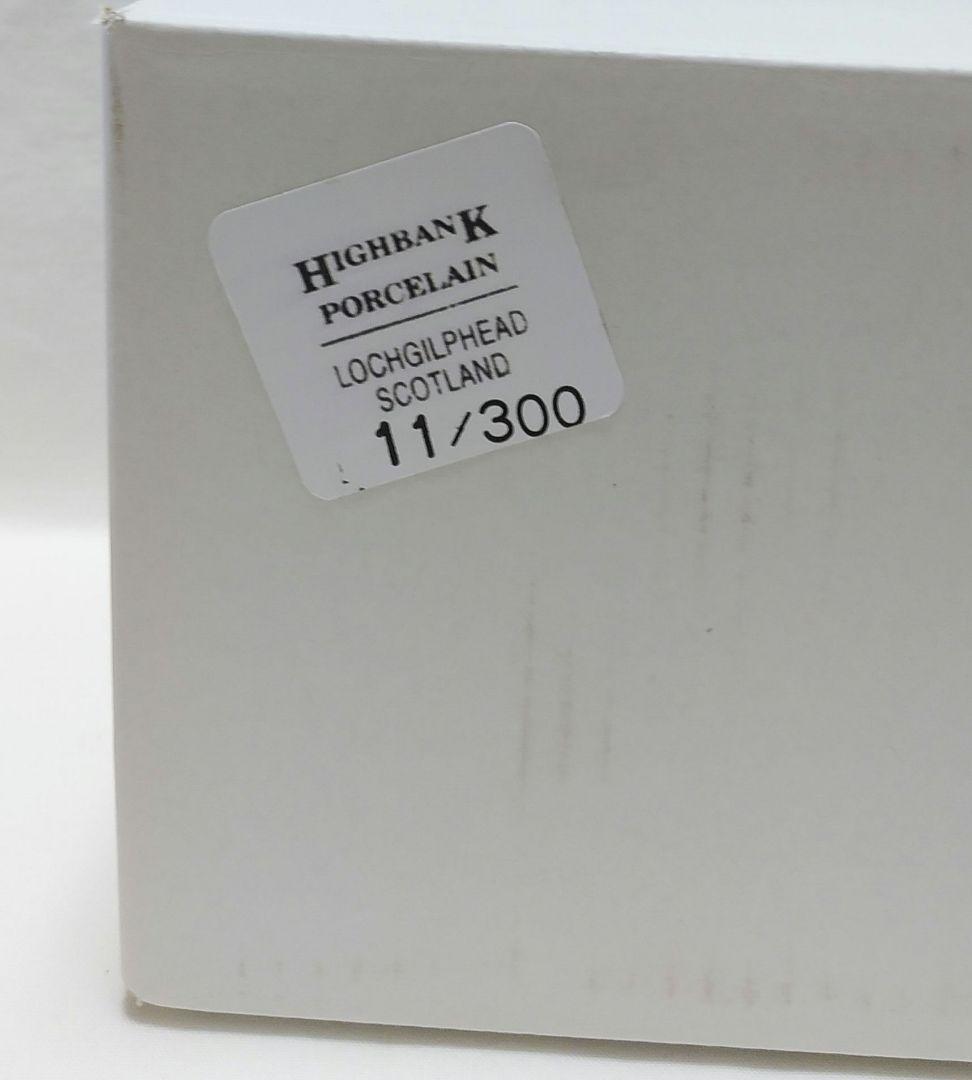 HIGHBANK
PORCELAIN
LOCHGILPHEAD
SCOTLAND
11/300